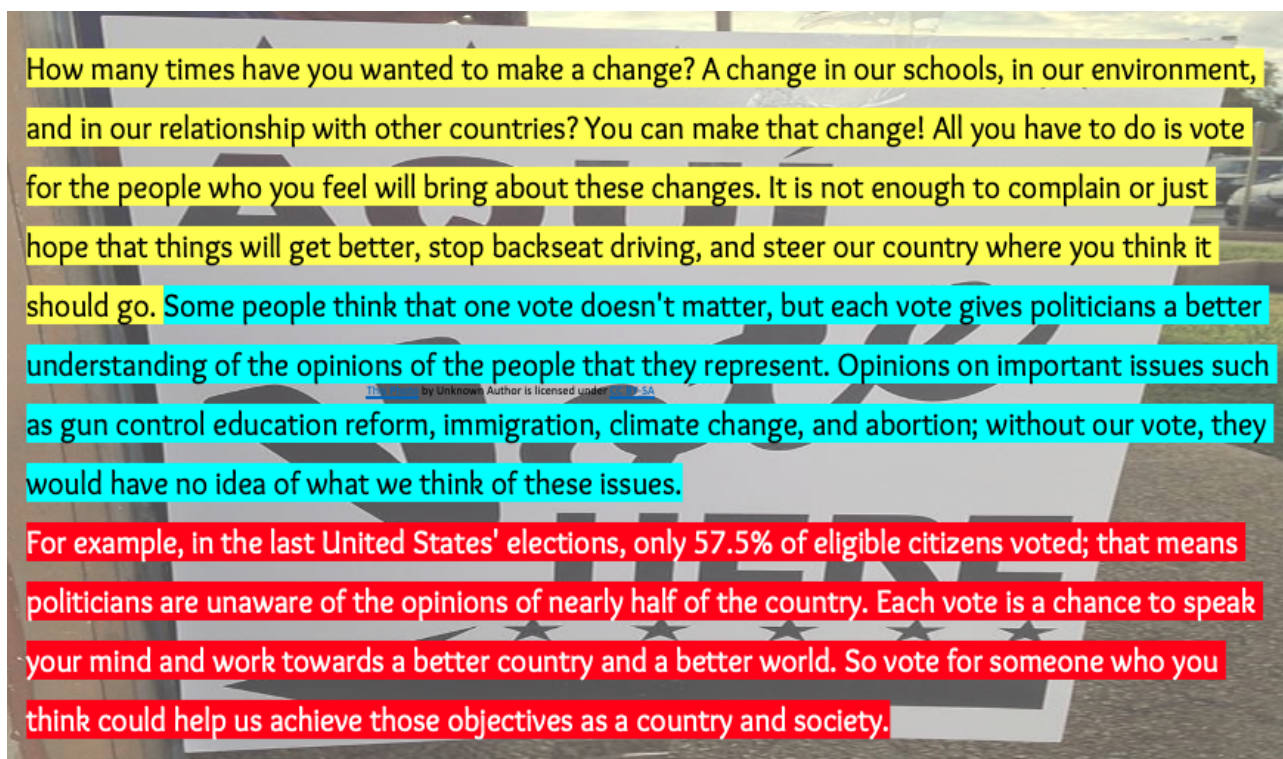 How many times have you wanted to make a change? A change in our schools, in our environment,
and in our relationship with other countries? You can make that change! All you have to do is vote
for the people who you feel will bring about these changes. It is not enough to complain or just
hope that things will get better, stop backseat driving, and steer our country where you think it
should go. Some people think that one vote doesn't matter, but each vote gives politicians a better
understanding of the opinions of the people that they represent. Opinions on important issues such
This Photo by Unknown Author is licensed under CC BY-SA
as gun control education reform, immigration, climate change, and abortion; without our vote, they
would have no idea of what we think of these issues.
For example, in the last United States' elections, only 57.5% of eligible citizens voted; that means
politicians are unaware of the opinions of nearly half of the country. Each vote is a chance to speak
your mind and work towards a better country and a better world. So vote for someone who you
think could help us achieve those objectives as a country and society.
AQUÍ
HERE